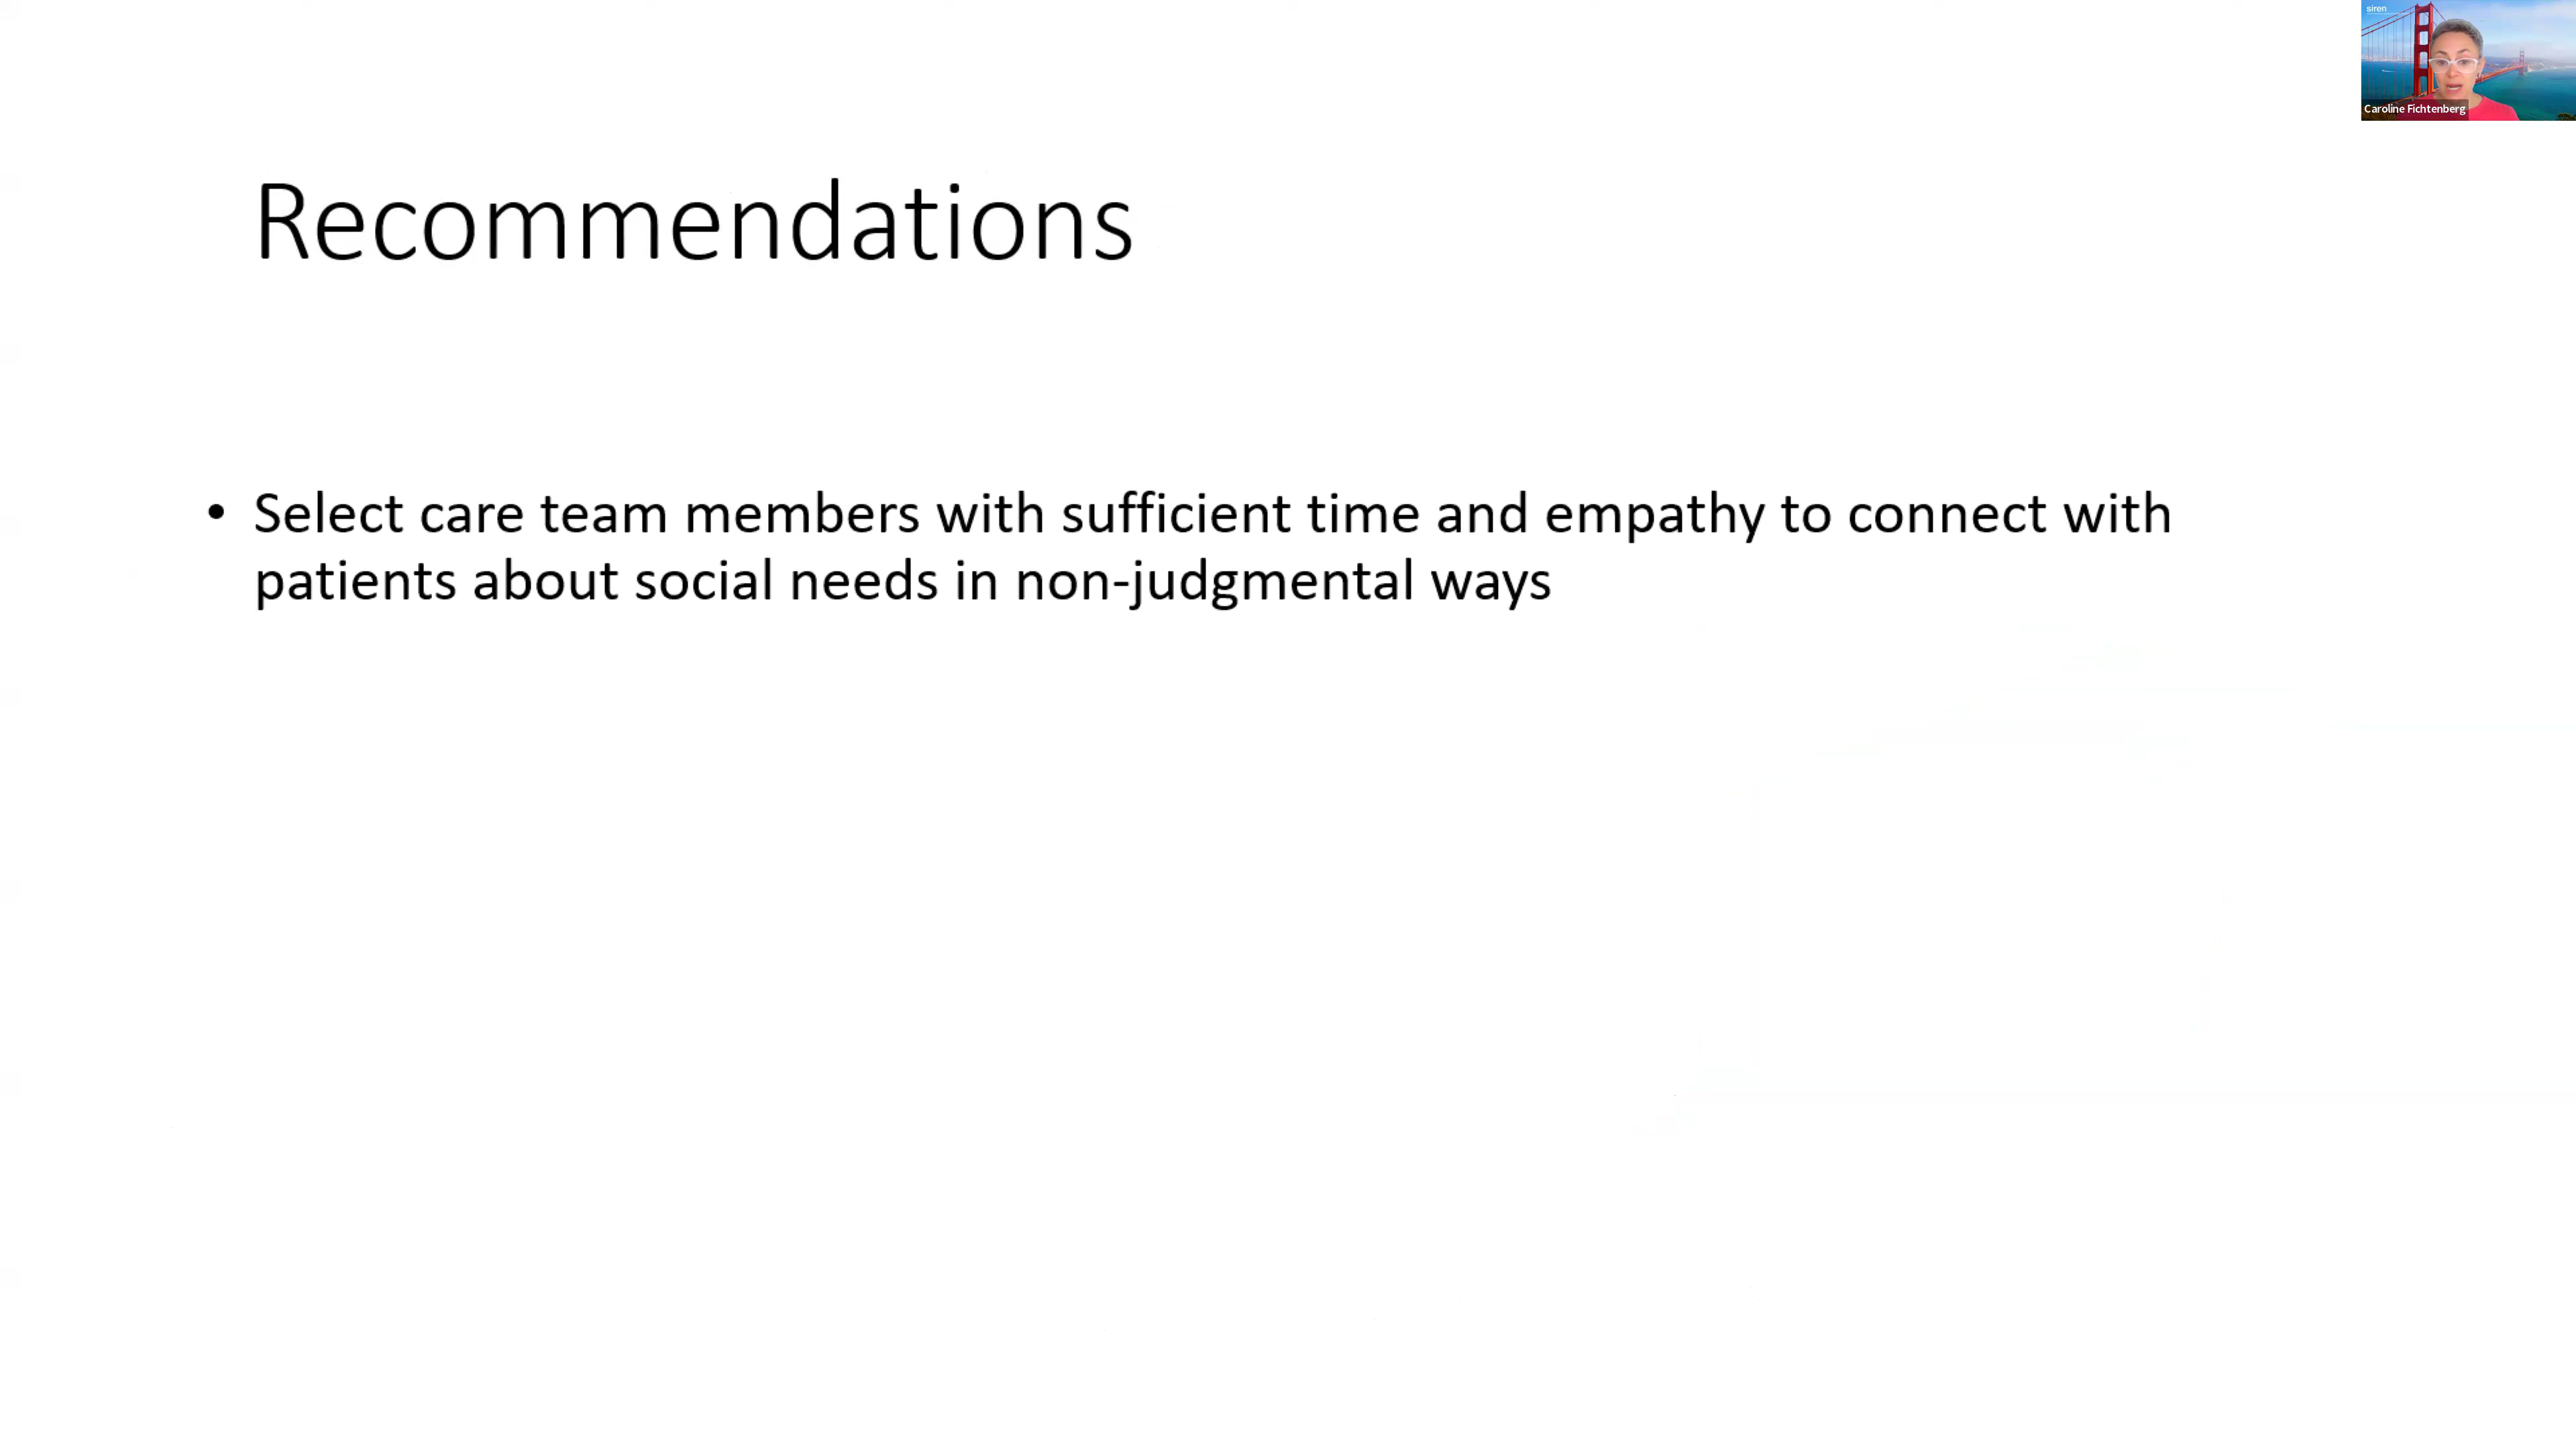 siren
Caroline Fichtenberg
Recommendations
• Select care team members with sufficient time and empathy to connect with
patients about social needs in non-judgmental ways